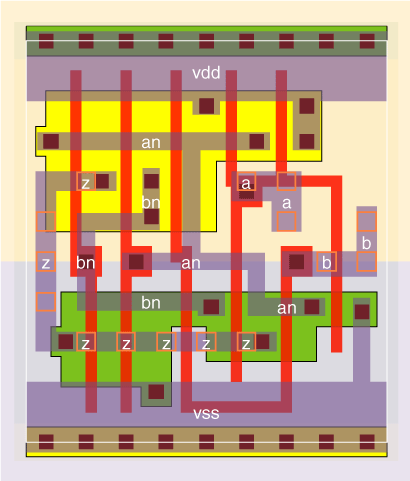 vdd
an
z a
bn a
b
z bn an b
bn an
z z z z z
vss